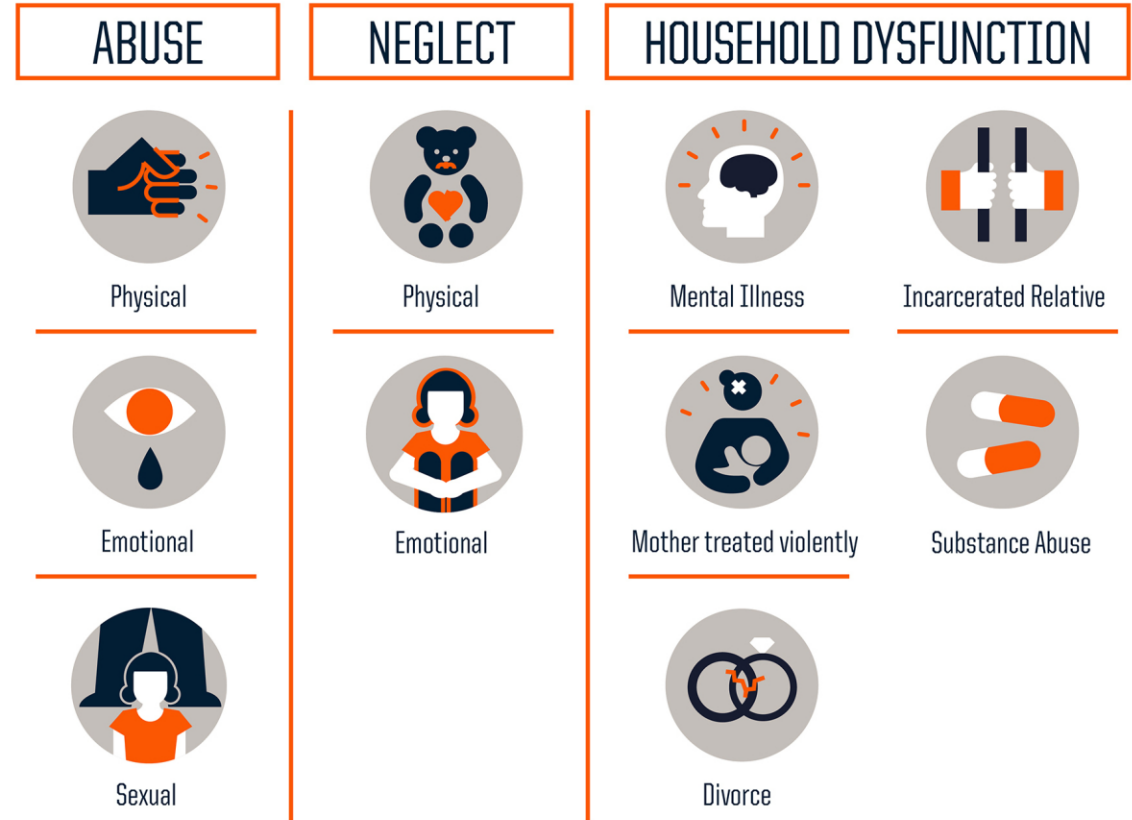 ABUSE
Physical
Emotional
Sexual
NEGLECT
Physical
Emotional
HOUSEHOLD DYSFUNCTION
Mental Illness
Incarcerated Relative
Mother treated violently
Substance Abuse
Divorce